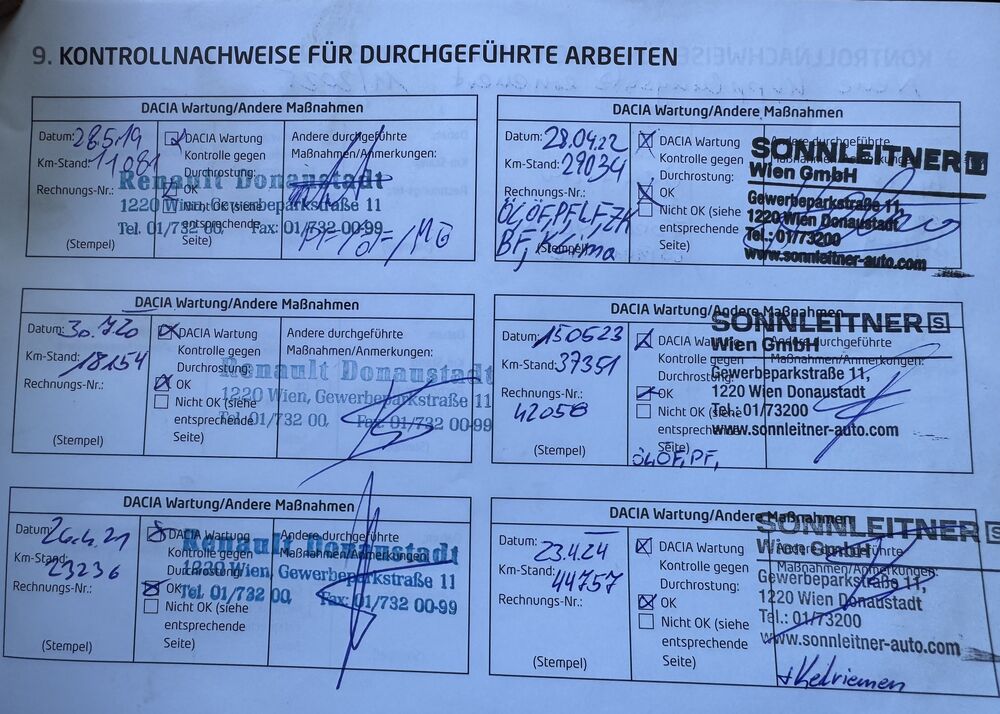 9. KONTROLLNACHWEISE FÜR DURCHGEFÜHRTE ARBEITEN
DACIA Wartung/Andere Maßnahmen
Datum: 28.5.19
Km-Stand: 11081
Rechnungs-Nr.:
(Stempel)
DACIA Wartung
Kontrolle gegen
Durchrostung:
OK
Nicht OK (siehe
entsprechende
Seite)
Andere durchgeführte
Maßnahmen/Anmerkungen:
Renault Donaustadt
1220 Wien, Gewerbeparkstraße 11
Tel. 01/732 00, Fax: 01/732 00-99
DACIA Wartung/Andere Maßnahmen
Datum: 30.7.20
Km-Stand: 18154
Rechnungs-Nr.:
(Stempel)
DACIA Wartung
Kontrolle gegen
Durchrostung:
OK
Nicht OK (siehe
entsprechende
Seite)
Andere durchgeführte
Maßnahmen/Anmerkungen:
Renault Donaustadt
1220 Wien, Gewerbeparkstraße 11
Tel. 01/732 00, Fax: 01/732 00-99
DACIA Wartung/Andere Maßnahmen
Datum: 26.4.21
Km-Stand: 23236
Rechnungs-Nr.:
(Stempel)
DACIA Wartung
Kontrolle gegen
Durchrostung:
OK
Nicht OK (siehe
entsprechende
Seite)
Andere durchgeführte
Maßnahmen/Anmerkungen:
Renault Donaustadt
1220 Wien, Gewerbeparkstraße 11
Tel. 01/732 00, Fax: 01/732 00-99
DACIA Wartung/Andere Maßnahmen
Datum: 28.04.22
Km-Stand: 29034
Rechnungs-Nr.:
ÖL,ÖF,PF,LF,ZK
BF, Klima
(Stempel)
DACIA Wartung
Kontrolle gegen
Durchrostung:
OK
Nicht OK (siehe
entsprechende
Seite)
Andere durchgeführte
Maßnahmen/Anmerkungen:
SONNLEITNER S
Wien GmbH
Gewerbeparkstraße 11,
1220 Wien Donaustadt
Tel.: 01/73200
www.sonnleitner-auto.com
DACIA Wartung/Andere Maßnahmen
Datum: 150623
Km-Stand: 37351
Rechnungs-Nr.:
42058
(Stempel)
DACIA Wartung
Kontrolle gegen
Durchrostung:
OK
Nicht OK (siehe
entsprechende
Seite)
Andere durchgeführte
Maßnahmen/Anmerkungen:
SONNLEITNER S
Wien GmbH
Gewerbeparkstraße 11,
1220 Wien Donaustadt
Tel.: 01/73200
www.sonnleitner-auto.com
DACIA Wartung/Andere Maßnahmen
Datum: 23.4.24
Km-Stand: 44757
Rechnungs-Nr.:
(Stempel)
DACIA Wartung
Kontrolle gegen
Durchrostung:
OK
Nicht OK (siehe
entsprechende
Seite)
Andere durchgeführte
Maßnahmen/Anmerkungen:
SONNLEITNER S
Wien GmbH
Gewerbeparkstraße 11,
1220 Wien Donaustadt
Tel.: 01/73200
www.sonnleitner-auto.com
+Keilriemen